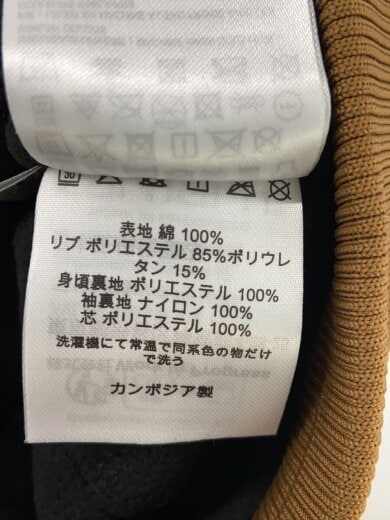 30
表地 綿 100%
リブ ポリエステル 85%ポリウレ
タン 15%
身頃裏地 ポリエステル 100%
袖裏地 ナイロン 100%
芯 ポリエステル 100%
洗濯機にて常温で同系色の物だけ
で洗う
カンボジア製